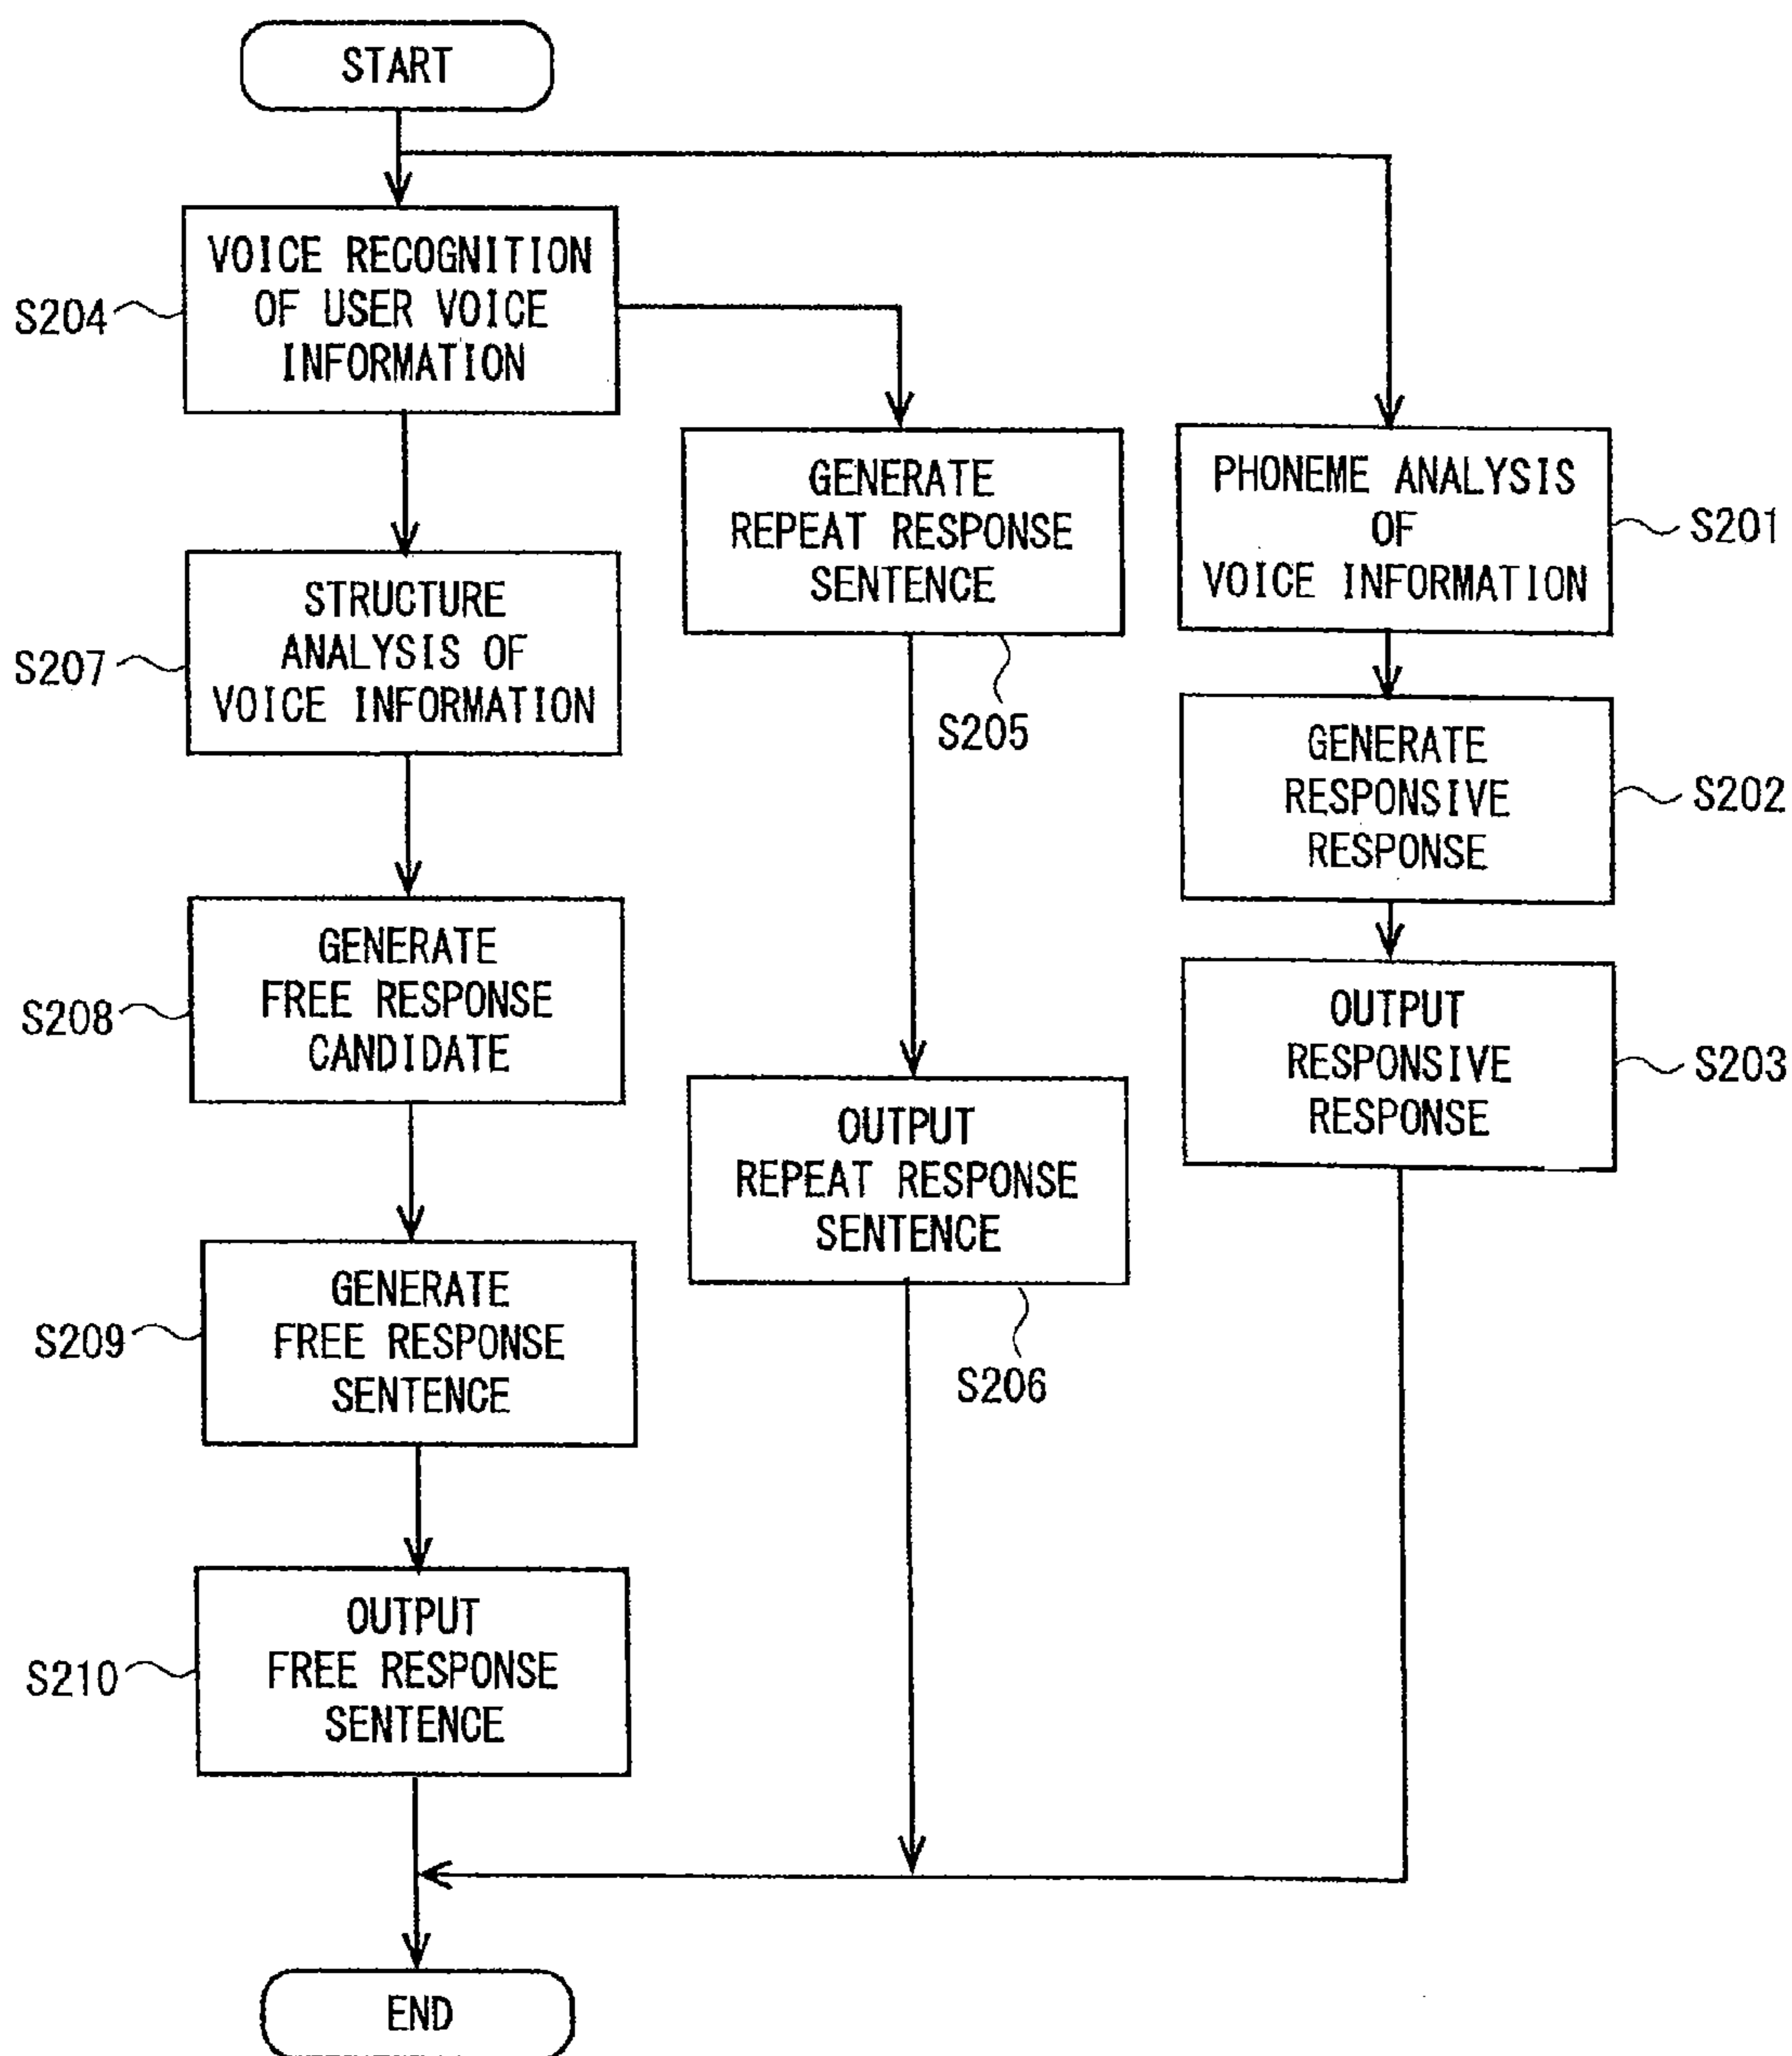 START
S204
VOICE RECOGNITION
OF USER VOICE
INFORMATION
S207
STRUCTURE
ANALYSIS OF
VOICE INFORMATION
S208
GENERATE
FREE RESPONSE
CANDIDATE
S209
GENERATE
FREE RESPONSE
SENTENCE
S210
OUTPUT
FREE RESPONSE
SENTENCE
GENERATE
REPEAT RESPONSE
SENTENCE
S205
OUTPUT
REPEAT RESPONSE
SENTENCE
S206
PHONEME ANALYSIS
OF
VOICE INFORMATION
S201
GENERATE
RESPONSIVE
RESPONSE
S202
OUTPUT
RESPONSIVE
RESPONSE
S203
END